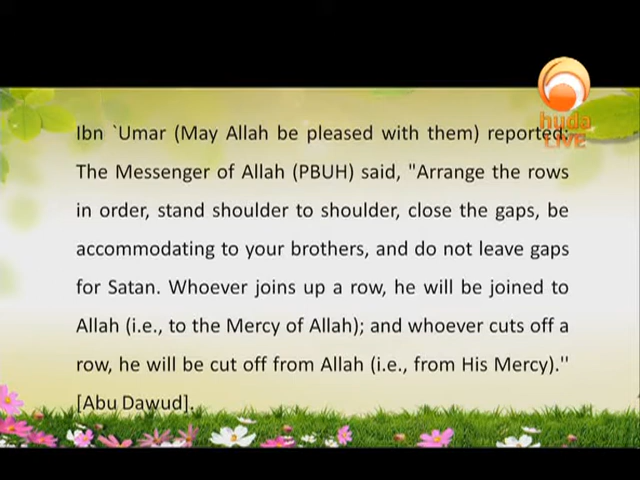 huda
LIVE
Ibn `Umar (May Allah be pleased with them) reported:
The Messenger of Allah (PBUH) said, "Arrange the rows
in order, stand shoulder to shoulder, close the gaps, be
accommodating to your brothers, and do not leave gaps
for Satan. Whoever joins up a row, he will be joined to
Allah (i.e., to the Mercy of Allah); and whoever cuts off a
row, he will be cut off from Allah (i.e., from His Mercy).''
[Abu Dawud].